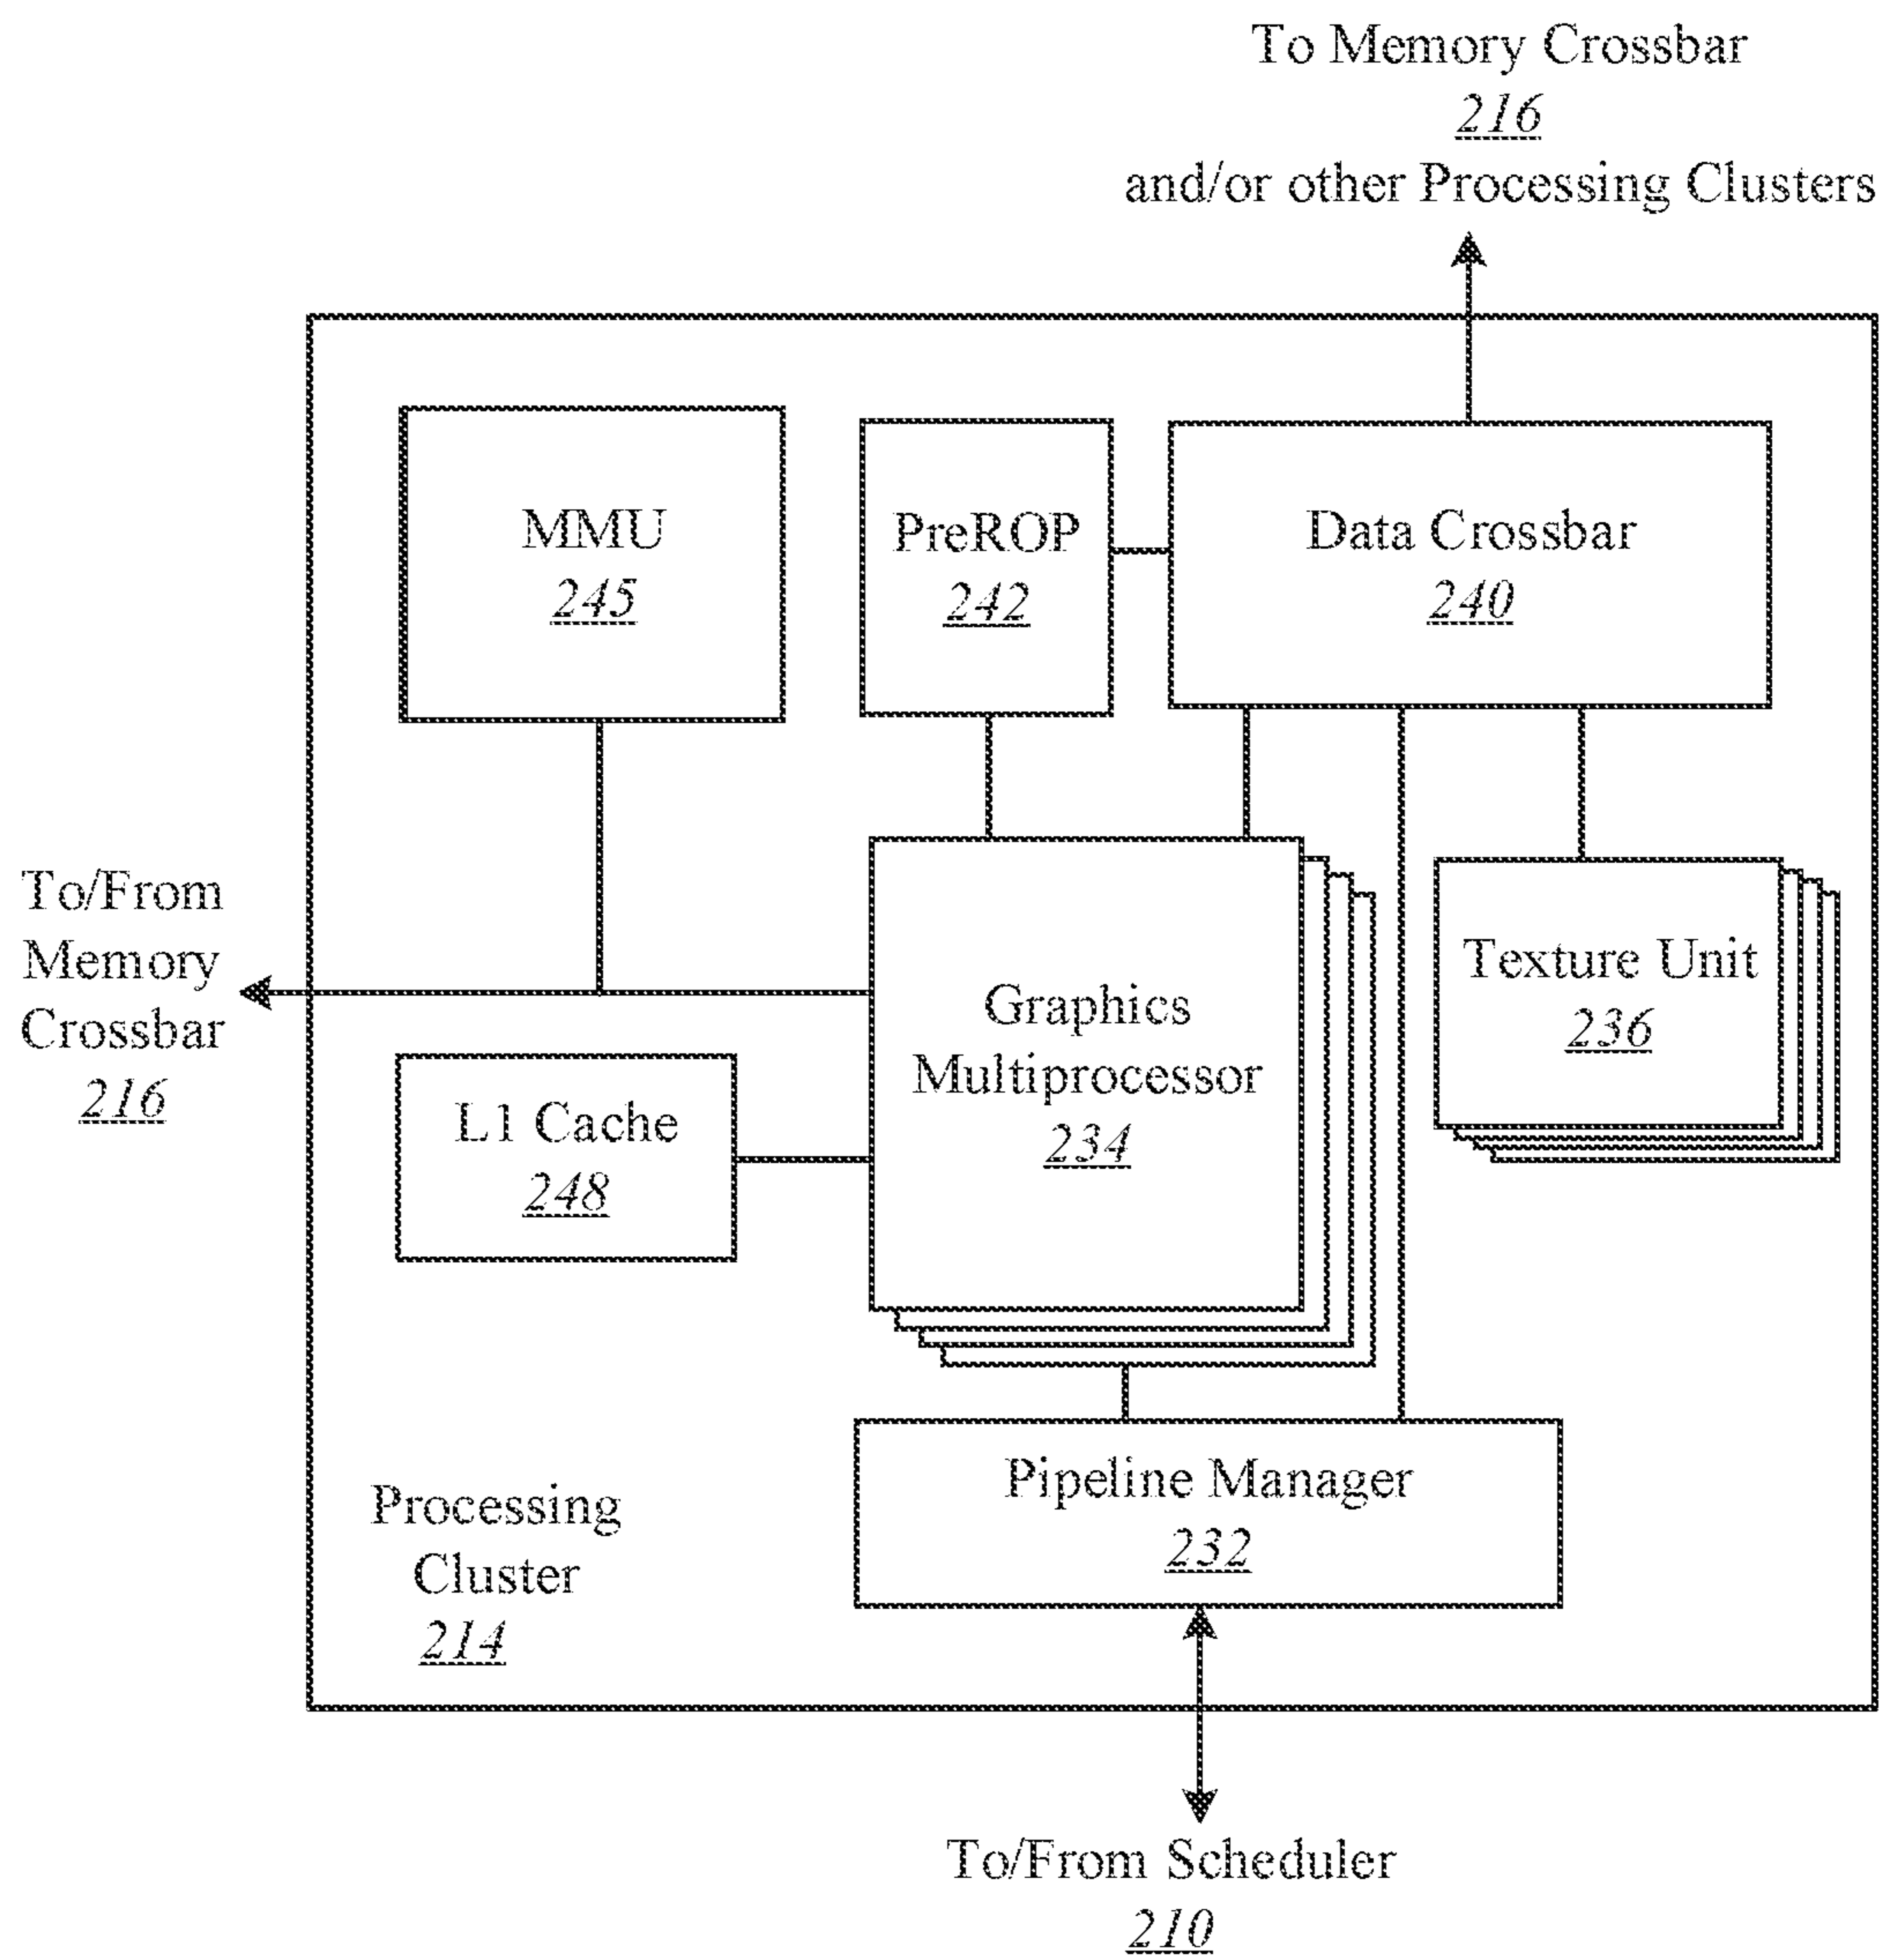 To Memory Crossbar
216
and/or other Processing Clusters
MMU
245
PreROP
242
Data Crossbar
240
To/From
Memory
Crossbar
216
Graphics
Multiprocessor
234
Texture Unit
236
L1 Cache
248
Pipeline Manager
232
Processing
Cluster
214
To/From Scheduler
210